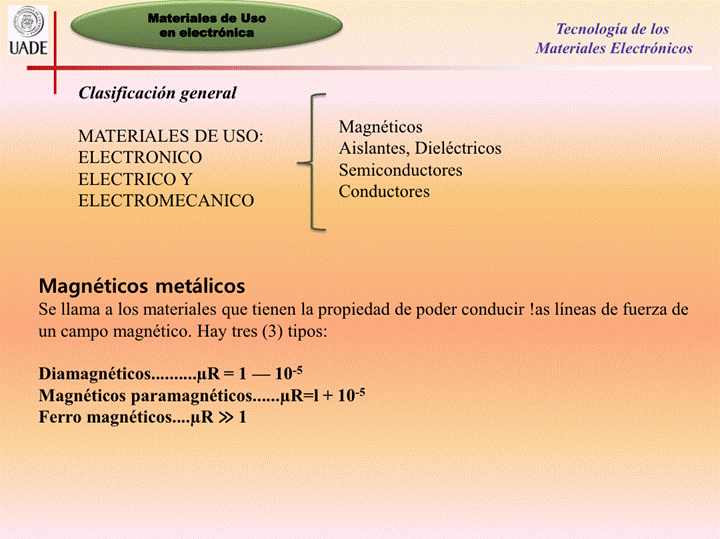 UADE
Materiales de Uso
en electrónica
Tecnología de los
Materiales Electrónicos
Clasificación general
MATERIALES DE USO:
ELECTRONICO
ELECTRICO Y
ELECTROMECANICO
Magnéticos
Aislantes, Dieléctricos
Semiconductores
Conductores
Magnéticos metálicos
Se llama a los materiales que tienen la propiedad de poder conducir !as líneas de fuerza de
un campo magnético. Hay tres (3) tipos:
Diamagnéticos..........µR = 1 — 10⁻⁵
Magnéticos paramagnéticos......µR=l + 10⁻⁵
Ferro magnéticos....µR ≫ 1